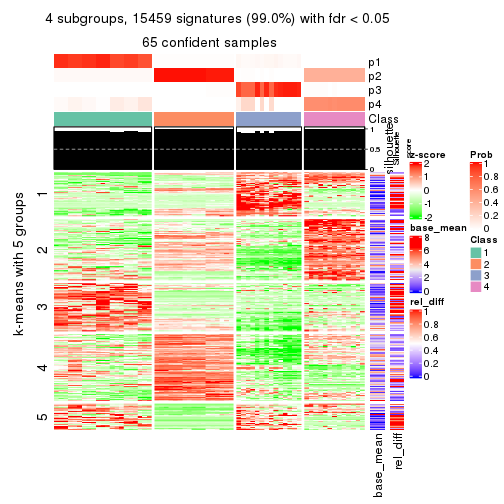 4 subgroups, 15459 signatures (99.0%) with fdr < 0.05
65 confident samples
p1
p2
p3
p4
Class
1
0.5
0
silhouette
Silhouette
score
k-means with 5 groups
1
2
3
4
5
base_mean
rel_diff
z-score
2
1
0
-1
-2
base_mean
8
6
4
2
0
rel_diff
1
0.8
0.6
0.4
0.2
0
Prob
1
0.8
0.6
0.4
0.2
0
Class
1
2
3
4